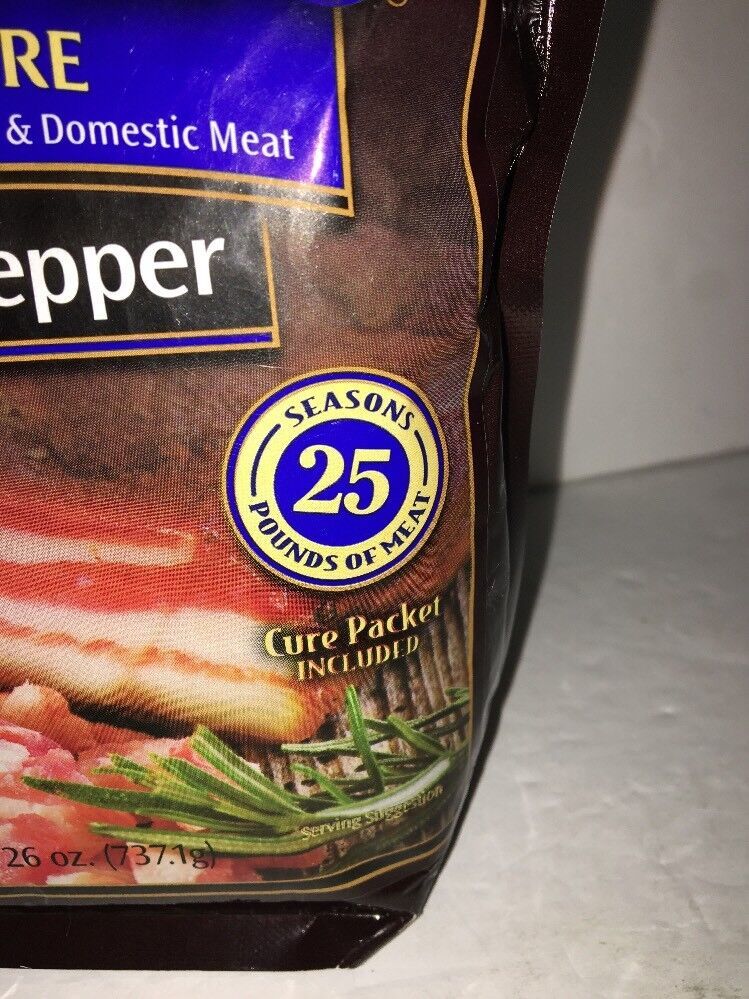 RE
& Domestic Meat
epper
SEASONS
25
POUNDS OF MEAT
Cure Packet
INCLUDED
Serving Suggestion
26 oz. (737.1g)